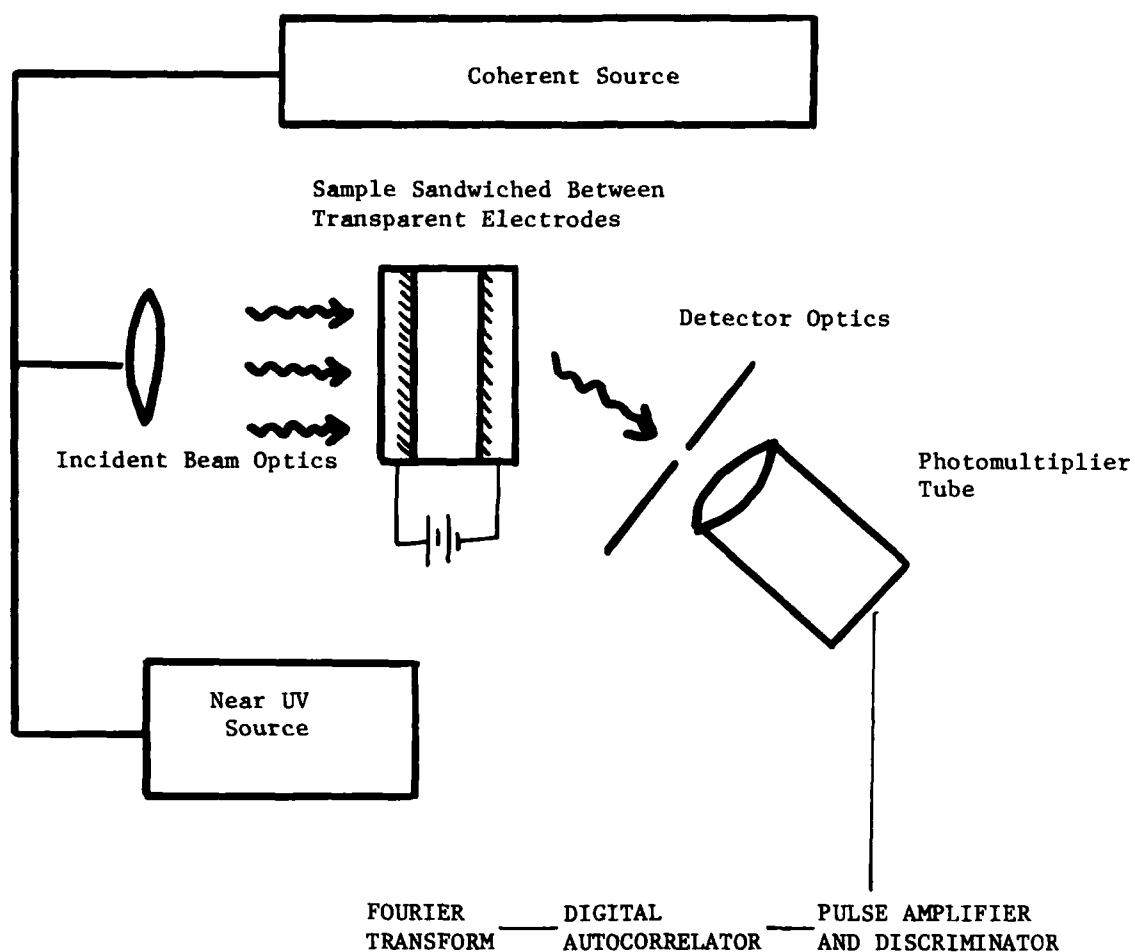 Coherent Source
Sample Sandwiched Between
Transparent Electrodes
Detector Optics
Incident Beam Optics
Photomultiplier
Tube
Near UV
Source
FOURIER
TRANSFORM
DIGITAL
AUTOCORRELATOR
PULSE AMPLIFIER
AND DISCRIMINATOR